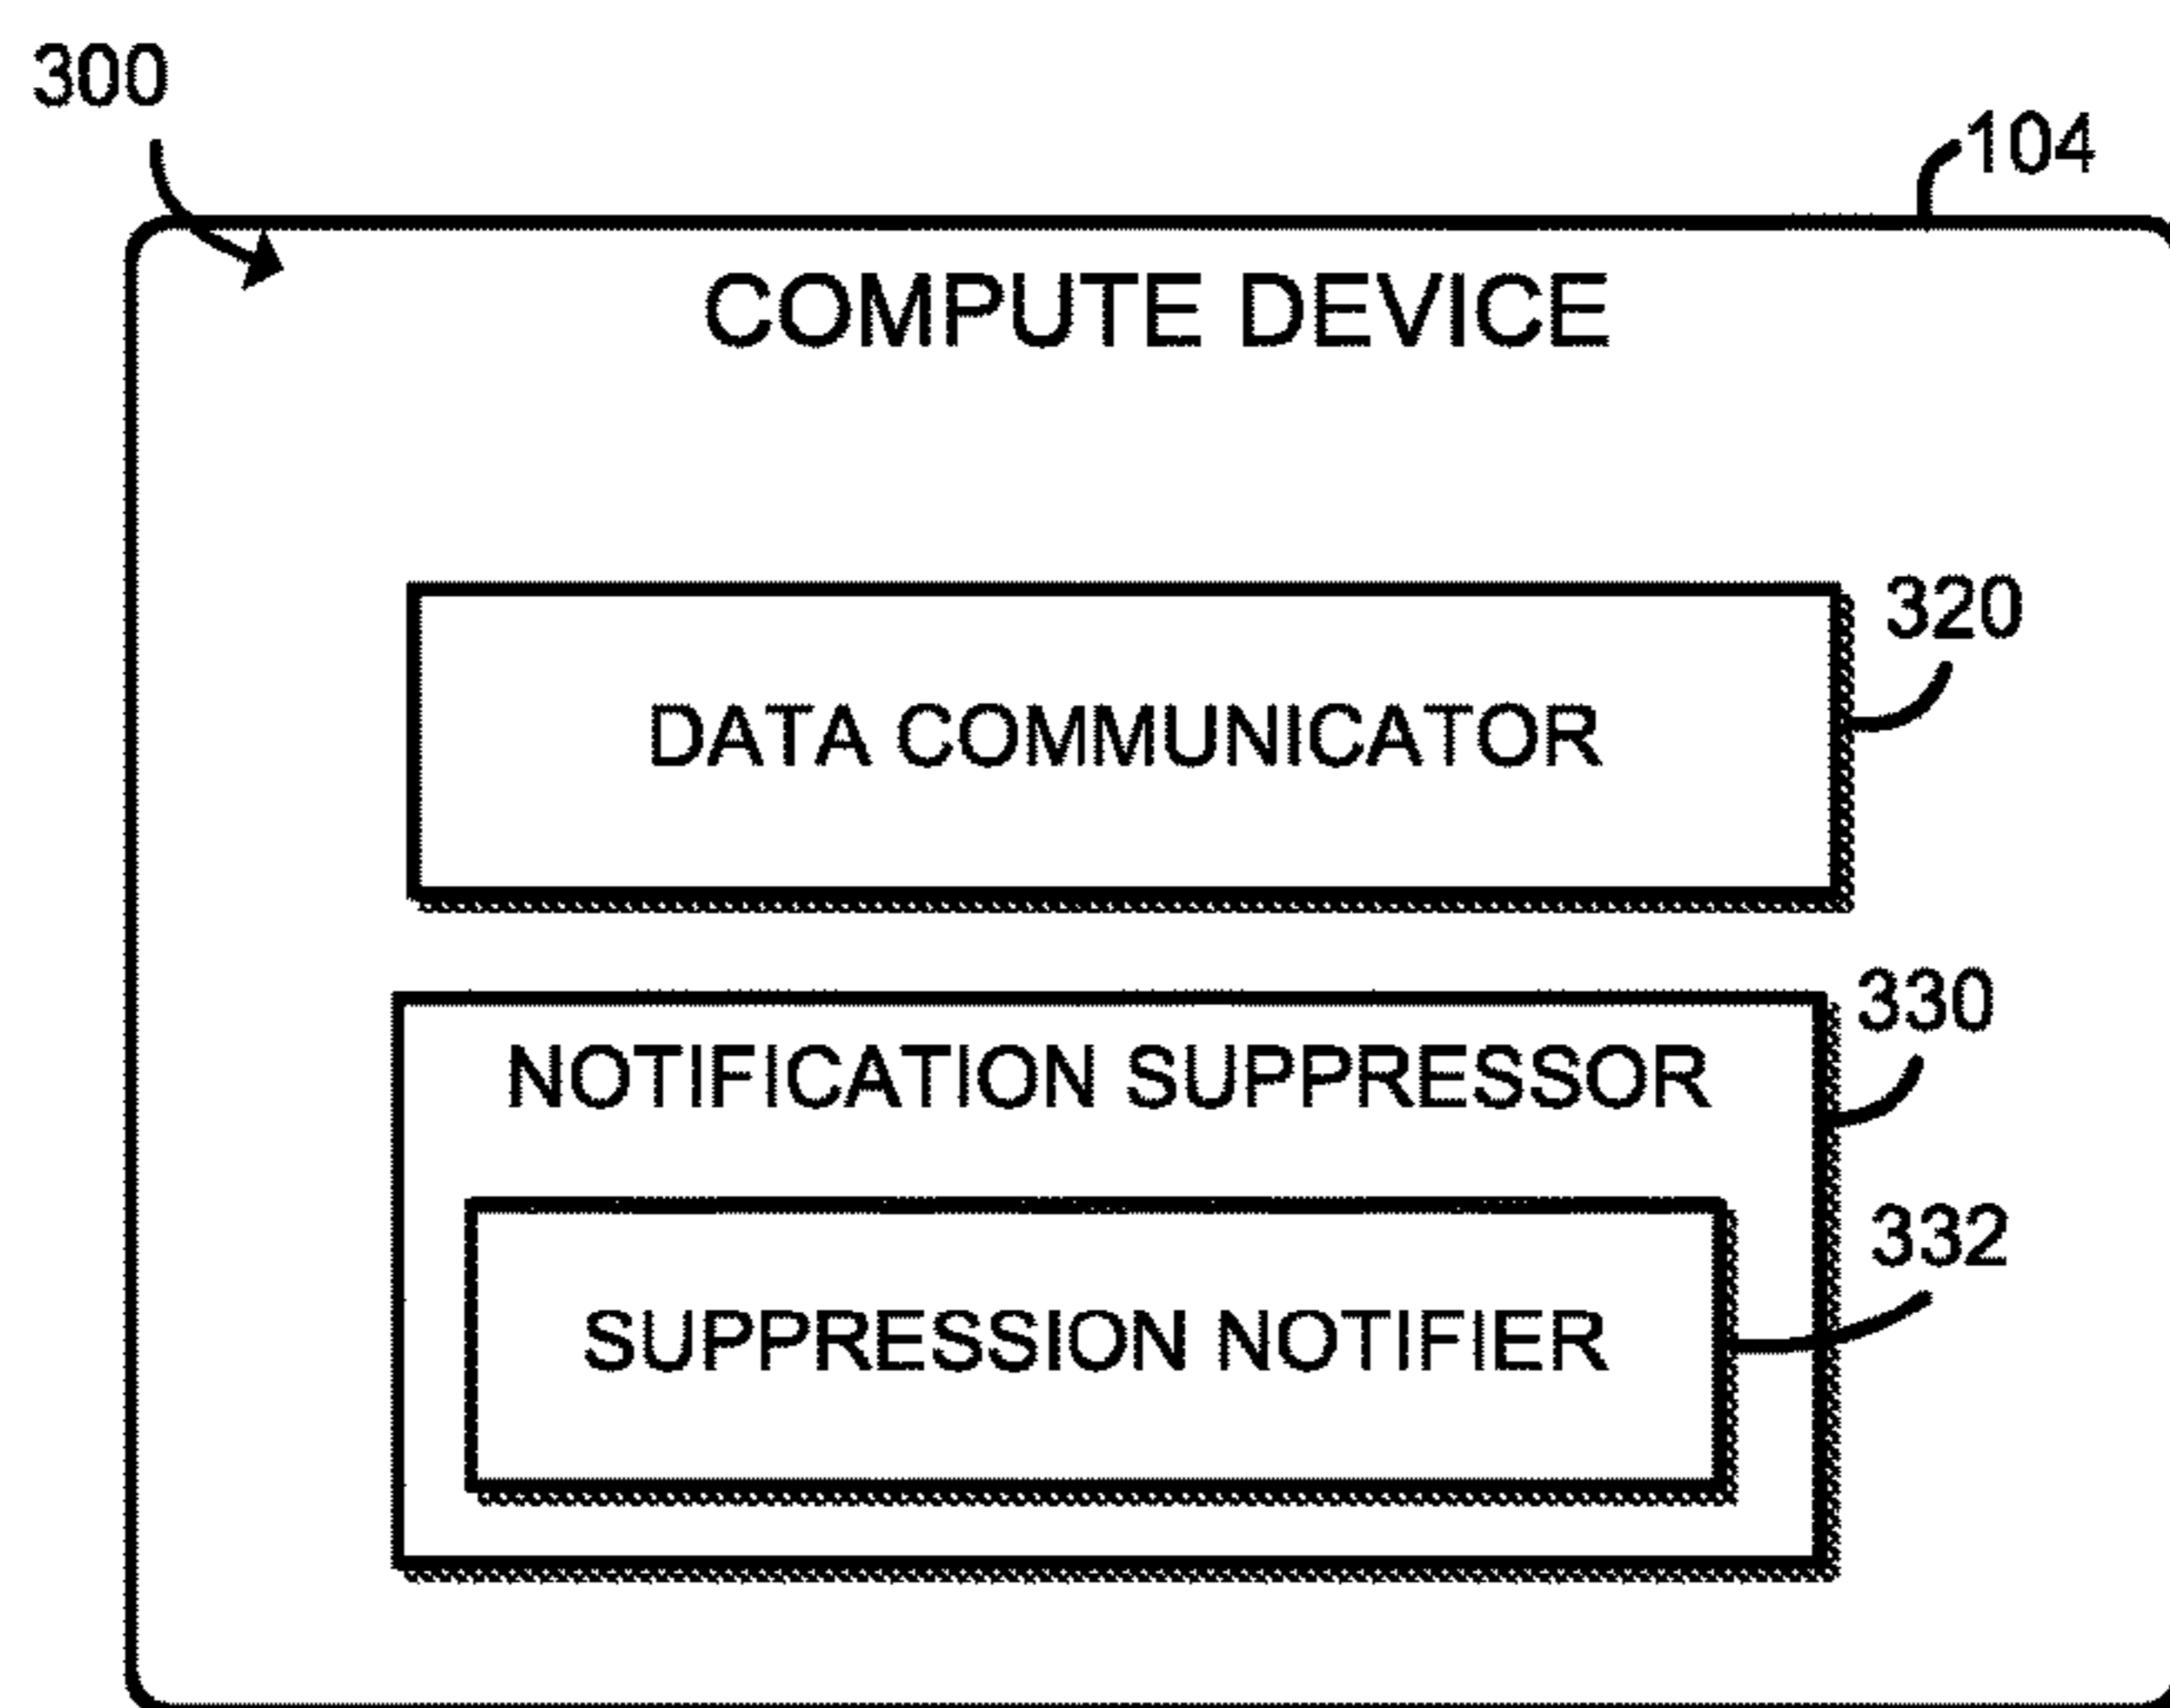 300
104
COMPUTE DEVICE
320
DATA COMMUNICATOR
330
NOTIFICATION SUPPRESSOR
332
SUPPRESSION NOTIFIER